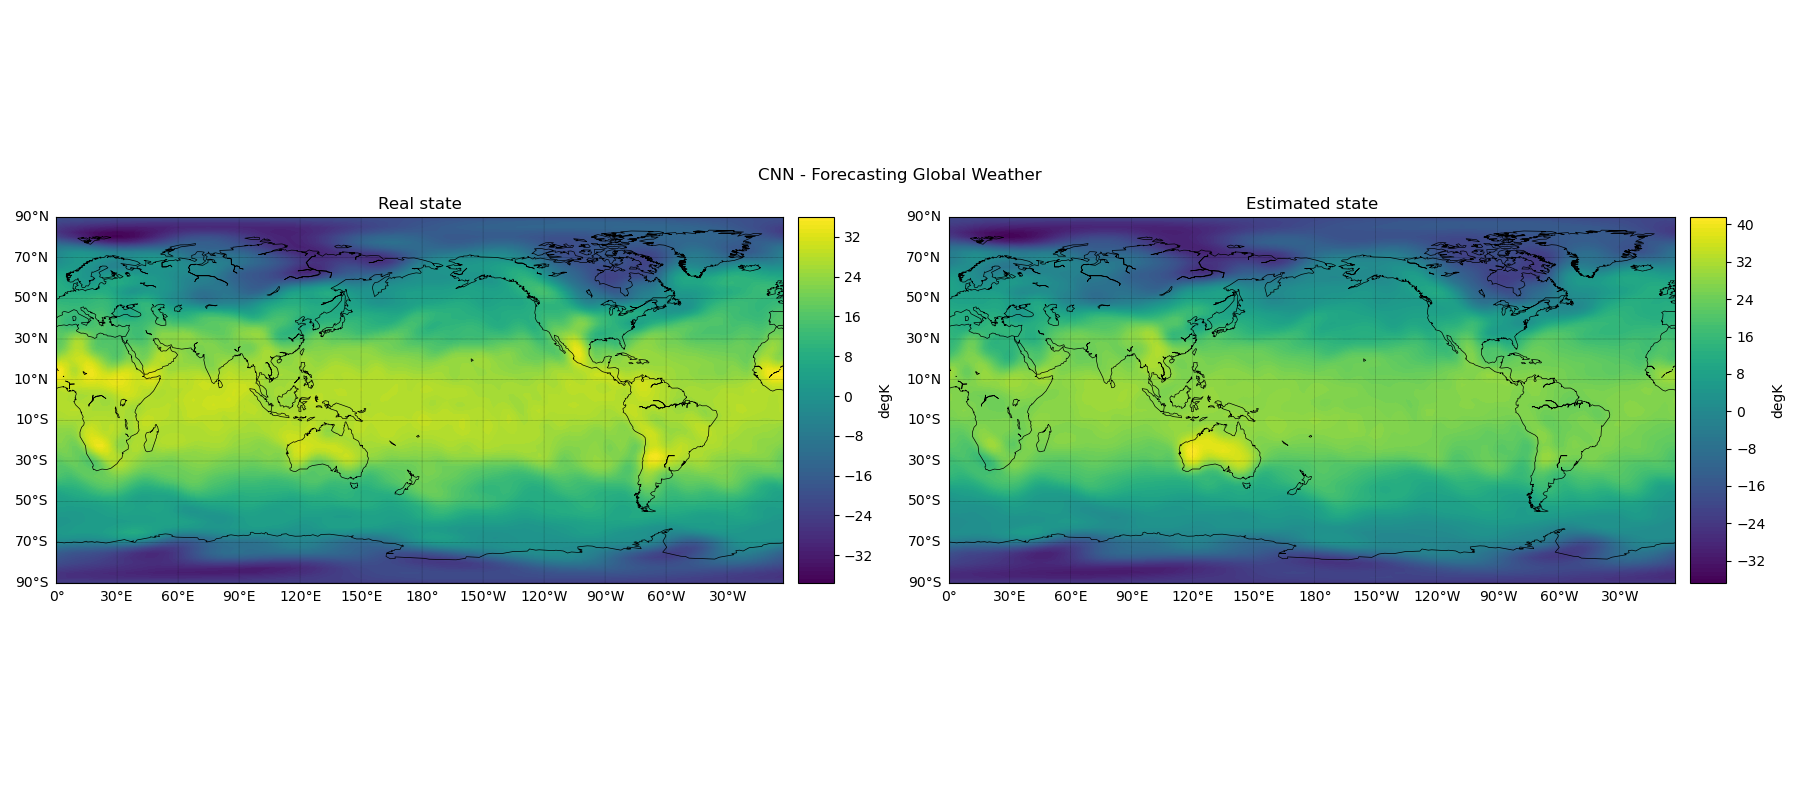 CNN - Forecasting Global Weather
Real state
90°N
70°N
50°N
30°N
10°N
10°S
30°S
50°S
70°S
90°S
0°
30°E
60°E
90°E
120°E
150°E
180°
150°W
120°W
90°W
60°W
30°W
32
24
16
8
0
−8
−16
−24
−32
degK
Estimated state
90°N
70°N
50°N
30°N
10°N
10°S
30°S
50°S
70°S
90°S
0°
30°E
60°E
90°E
120°E
150°E
180°
150°W
120°W
90°W
60°W
30°W
40
32
24
16
8
0
−8
−16
−24
−32
degK